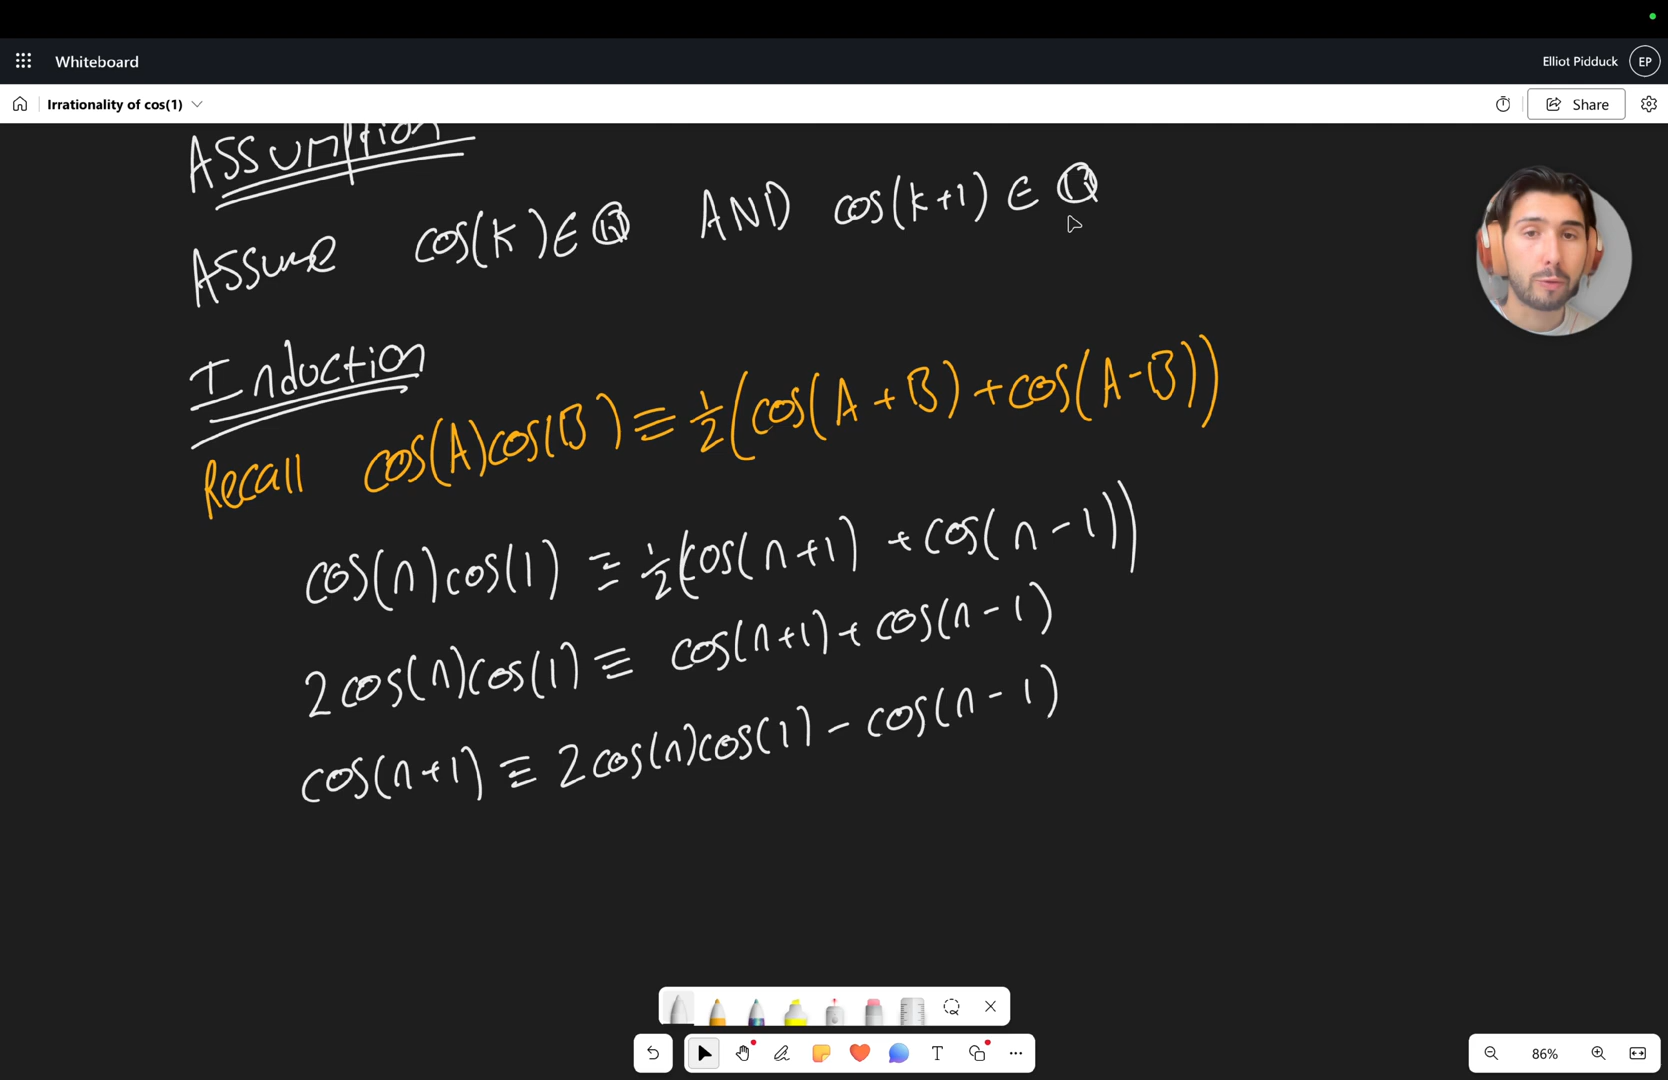 Whiteboard
Elliot Pidduck
EP
Irrationality of cos(1)
Share
Assumption
Assume cos(k)∈ℚ AND cos(k+1)∈ℚ
Induction
Recall cos(A)cos(B)≡½(cos(A+B)+cos(A-B))
cos(n)cos(1)≡½(cos(n+1)+cos(n-1))
2cos(n)cos(1)≡cos(n+1)+cos(n-1)
cos(n+1)≡2cos(n)cos(1)-cos(n-1)
T
86%